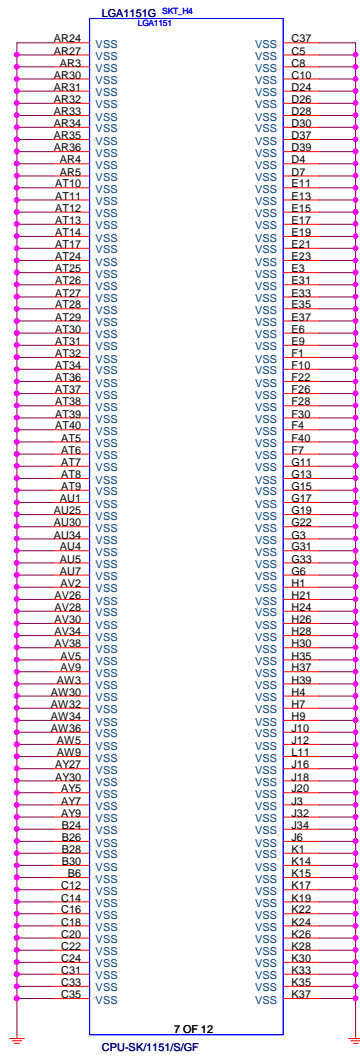 LGA1151G SKT_H4
LGA1151
AR24 VSS VSS C37
AR27 VSS VSS C5
AR3 VSS VSS C8
AR30 VSS VSS C10
AR31 VSS VSS D24
AR32 VSS VSS D26
AR33 VSS VSS D28
AR34 VSS VSS D30
AR35 VSS VSS D37
AR36 VSS VSS D39
AR4 VSS VSS D4
AR5 VSS VSS D7
AT10 VSS VSS E11
AT11 VSS VSS E13
AT12 VSS VSS E15
AT13 VSS VSS E17
AT14 VSS VSS E19
AT17 VSS VSS E21
AT24 VSS VSS E23
AT25 VSS VSS E3
AT26 VSS VSS E31
AT27 VSS VSS E33
AT28 VSS VSS E35
AT29 VSS VSS E37
AT30 VSS VSS E6
AT31 VSS VSS E9
AT32 VSS VSS F1
AT34 VSS VSS F10
AT36 VSS VSS F22
AT37 VSS VSS F26
AT38 VSS VSS F28
AT39 VSS VSS F30
AT40 VSS VSS F4
AT5 VSS VSS F40
AT6 VSS VSS F7
AT7 VSS VSS G11
AT8 VSS VSS G13
AT9 VSS VSS G15
AU1 VSS VSS G17
AU25 VSS VSS G19
AU30 VSS VSS G22
AU34 VSS VSS G3
AU4 VSS VSS G31
AU5 VSS VSS G33
AU7 VSS VSS G6
AV2 VSS VSS H1
AV26 VSS VSS H21
AV28 VSS VSS H24
AV30 VSS VSS H26
AV34 VSS VSS H28
AV38 VSS VSS H30
AV5 VSS VSS H35
AV9 VSS VSS H37
AW3 VSS VSS H39
AW30 VSS VSS H4
AW32 VSS VSS H7
AW34 VSS VSS H9
AW36 VSS VSS J10
AW5 VSS VSS J12
AW9 VSS VSS L11
AY27 VSS VSS J16
AY30 VSS VSS J18
AY5 VSS VSS J20
AY7 VSS VSS J3
AY9 VSS VSS J32
B24 VSS VSS J34
B26 VSS VSS J6
B28 VSS VSS K1
B30 VSS VSS K14
B6 VSS VSS K15
C12 VSS VSS K17
C14 VSS VSS K19
C16 VSS VSS K22
C18 VSS VSS K24
C20 VSS VSS K26
C22 VSS VSS K28
C24 VSS VSS K30
C31 VSS VSS K33
C33 VSS VSS K35
C35 VSS VSS K37
7 OF 12
CPU-SK/1151/S/GF